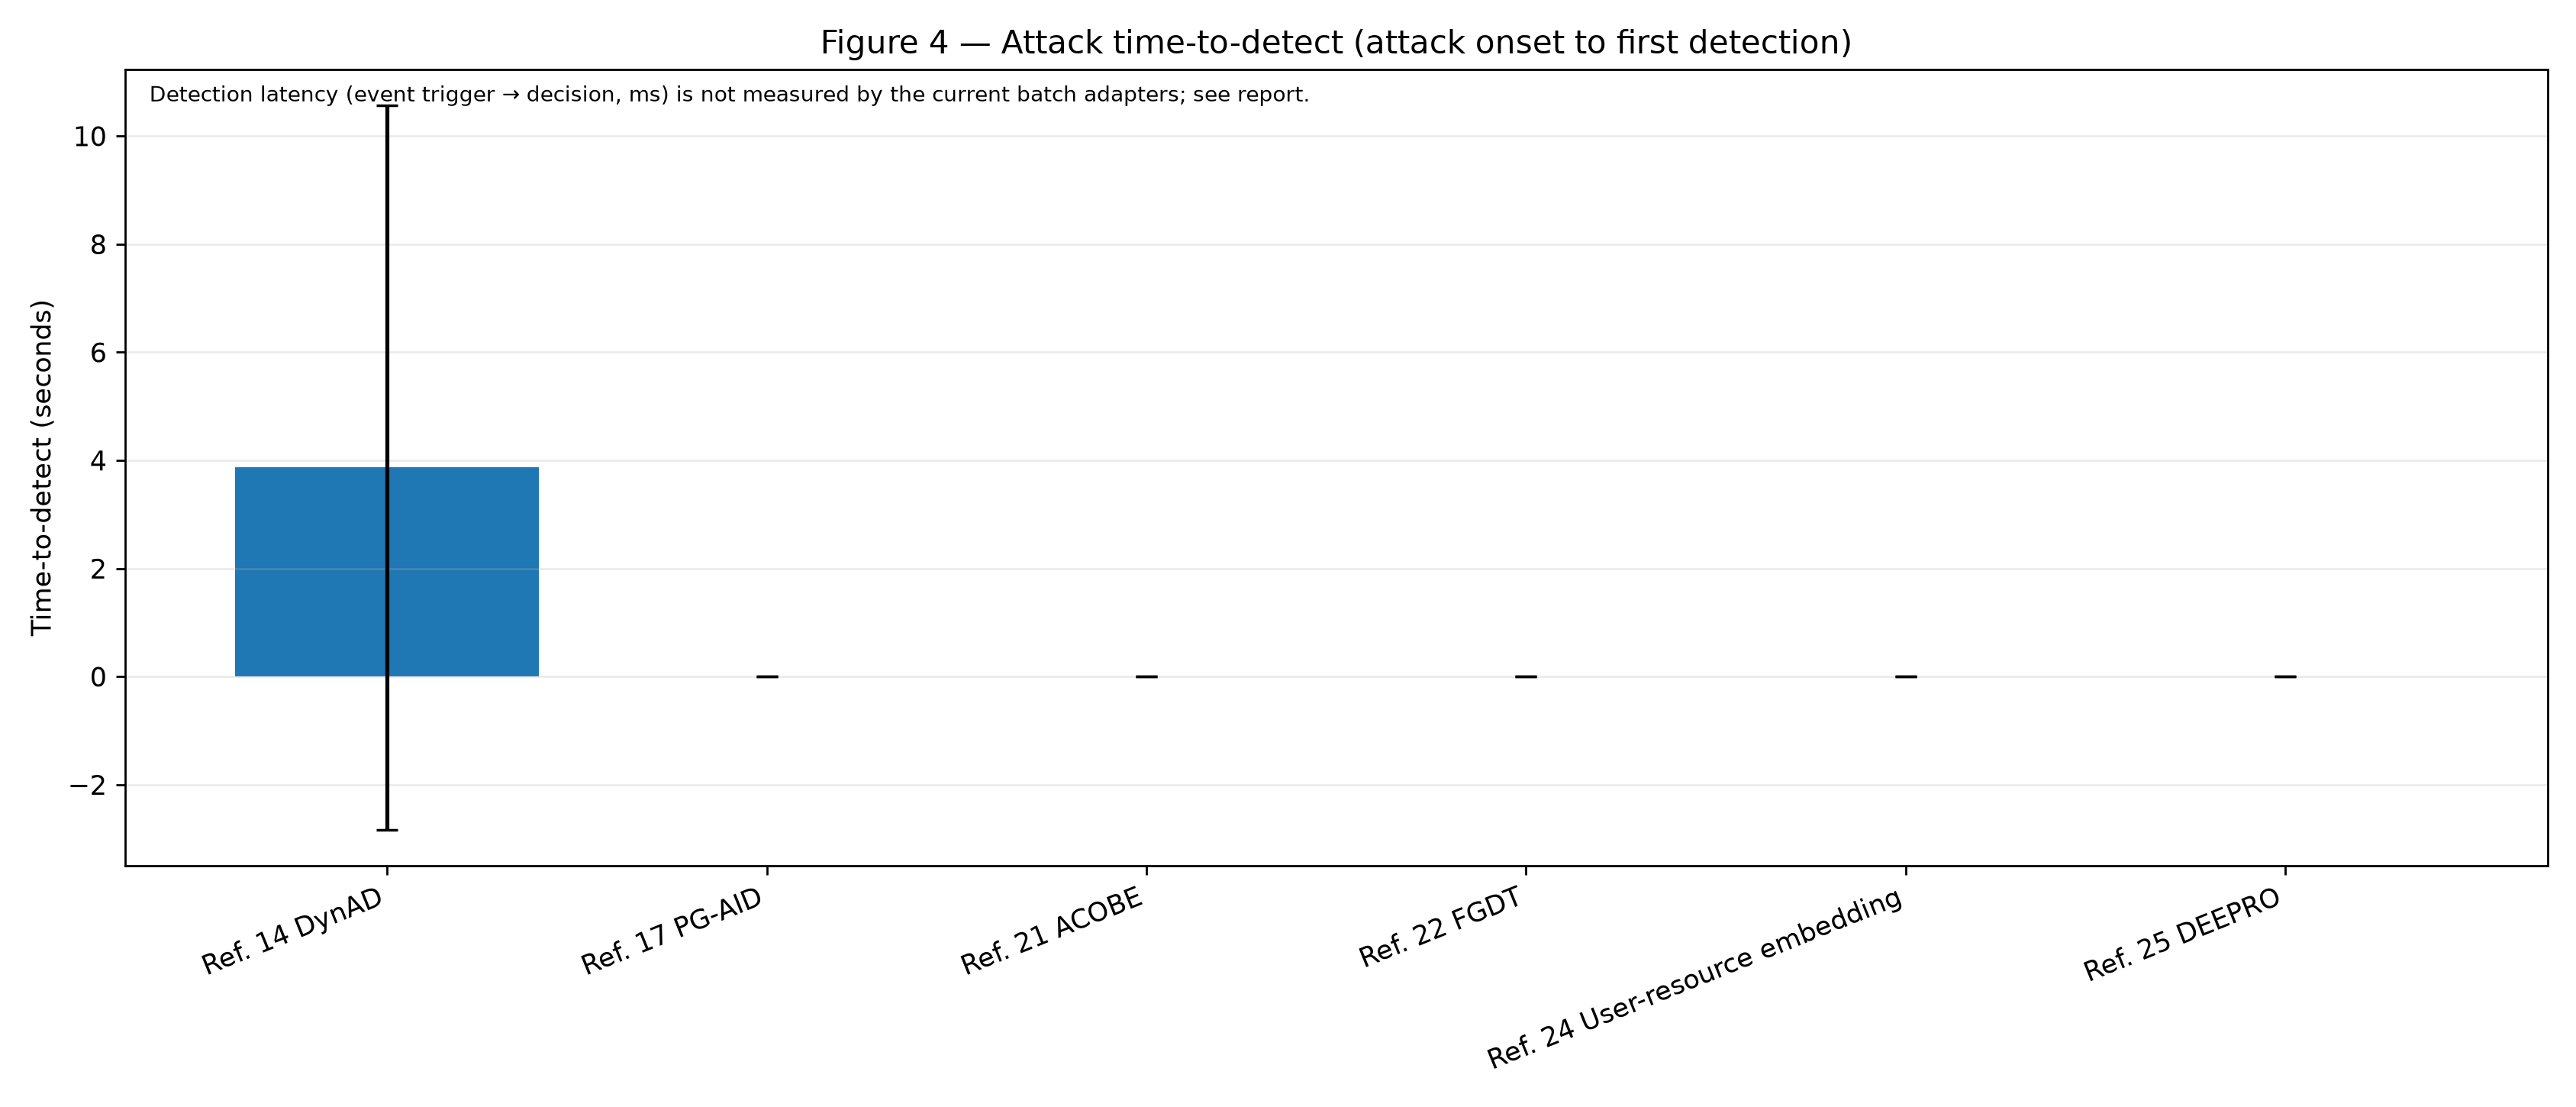 Figure 4 — Attack time-to-detect (attack onset to first detection)
Detection latency (event trigger → decision, ms) is not measured by the current batch adapters; see report.
Time-to-detect (seconds)
10
8
6
4
2
0
−2
Ref. 14 DynAD
Ref. 17 PG-AID
Ref. 21 ACOBE
Ref. 22 FGDT
Ref. 24 User-resource embedding
Ref. 25 DEEPRO